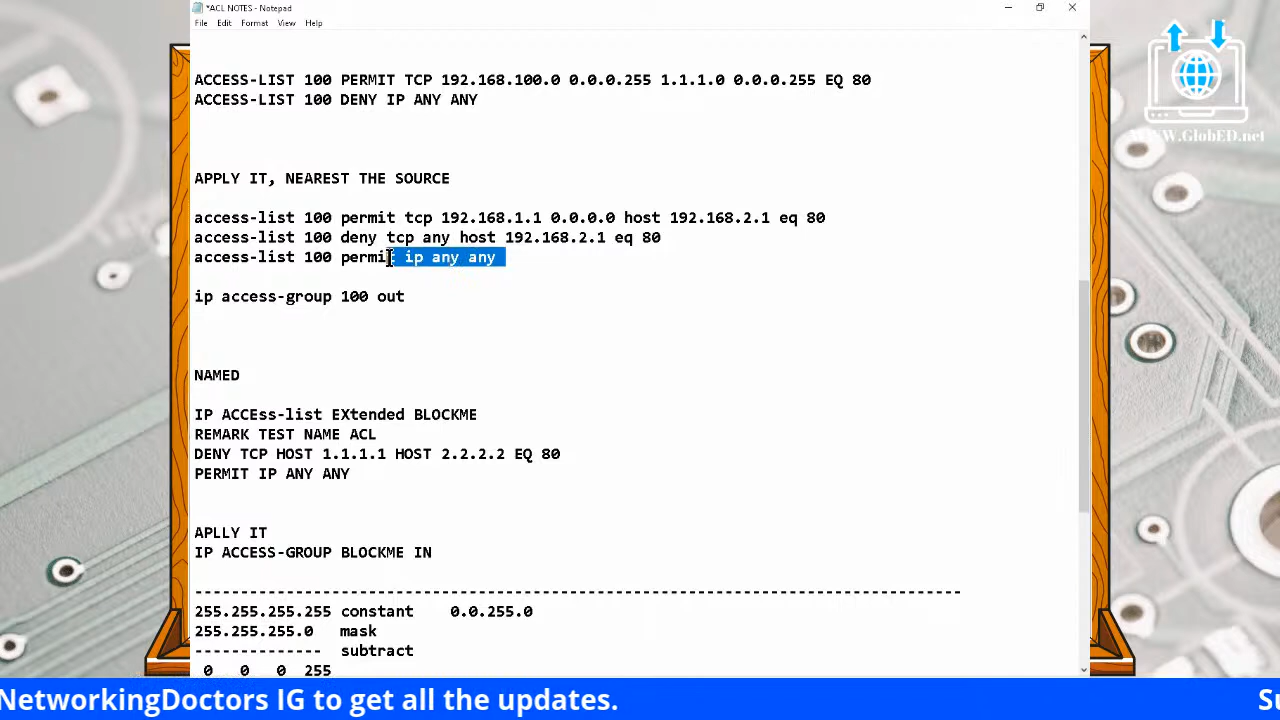 *ACL NOTES - Notepad
File Edit Format View Help
ACCESS-LIST 100 PERMIT TCP 192.168.100.0 0.0.0.255 1.1.1.0 0.0.0.255 EQ 80
ACCESS-LIST 100 DENY IP ANY ANY
APPLY IT, NEAREST THE SOURCE
access-list 100 permit tcp 192.168.1.1 0.0.0.0 host 192.168.2.1 eq 80
access-list 100 deny tcp any host 192.168.2.1 eq 80
access-list 100 permit ip any any
ip access-group 100 out
NAMED
IP ACCEss-list EXtended BLOCKME
REMARK TEST NAME ACL
DENY TCP HOST 1.1.1.1 HOST 2.2.2.2 EQ 80
PERMIT IP ANY ANY
APLLY IT
IP ACCESS-GROUP BLOCKME IN
-------------------------------------------------------------------------------------
255.255.255.255 constant 0.0.255.0
255.255.255.0 mask
-------------- subtract
0 0 0 255
WWW.GlobED.net
NetworkingDoctors IG to get all the updates.
Su